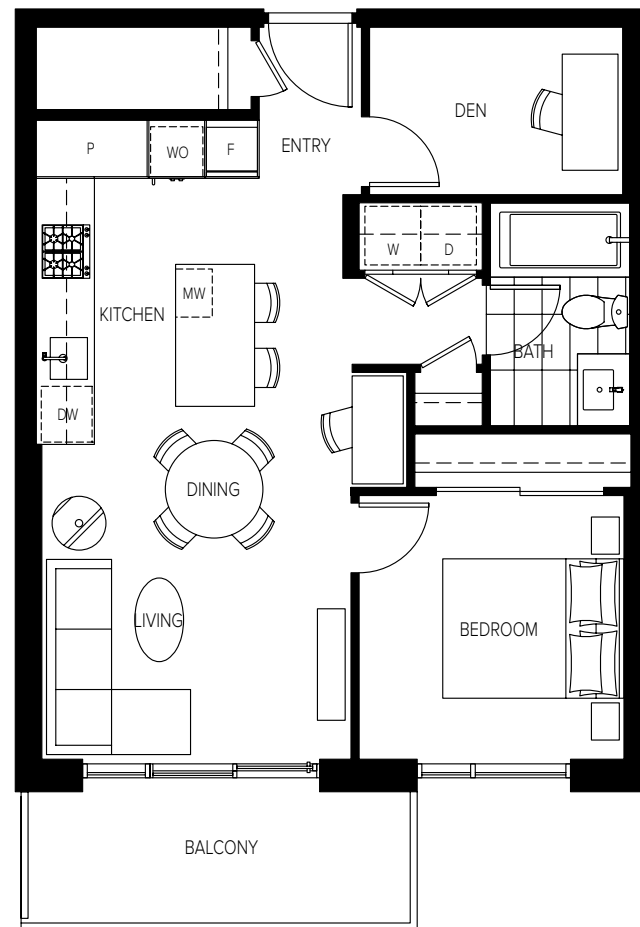 DEN
P
WO
F
ENTRY
W
D
MW
KITCHEN
BATH
DW
DINING
LIVING
BEDROOM
BALCONY